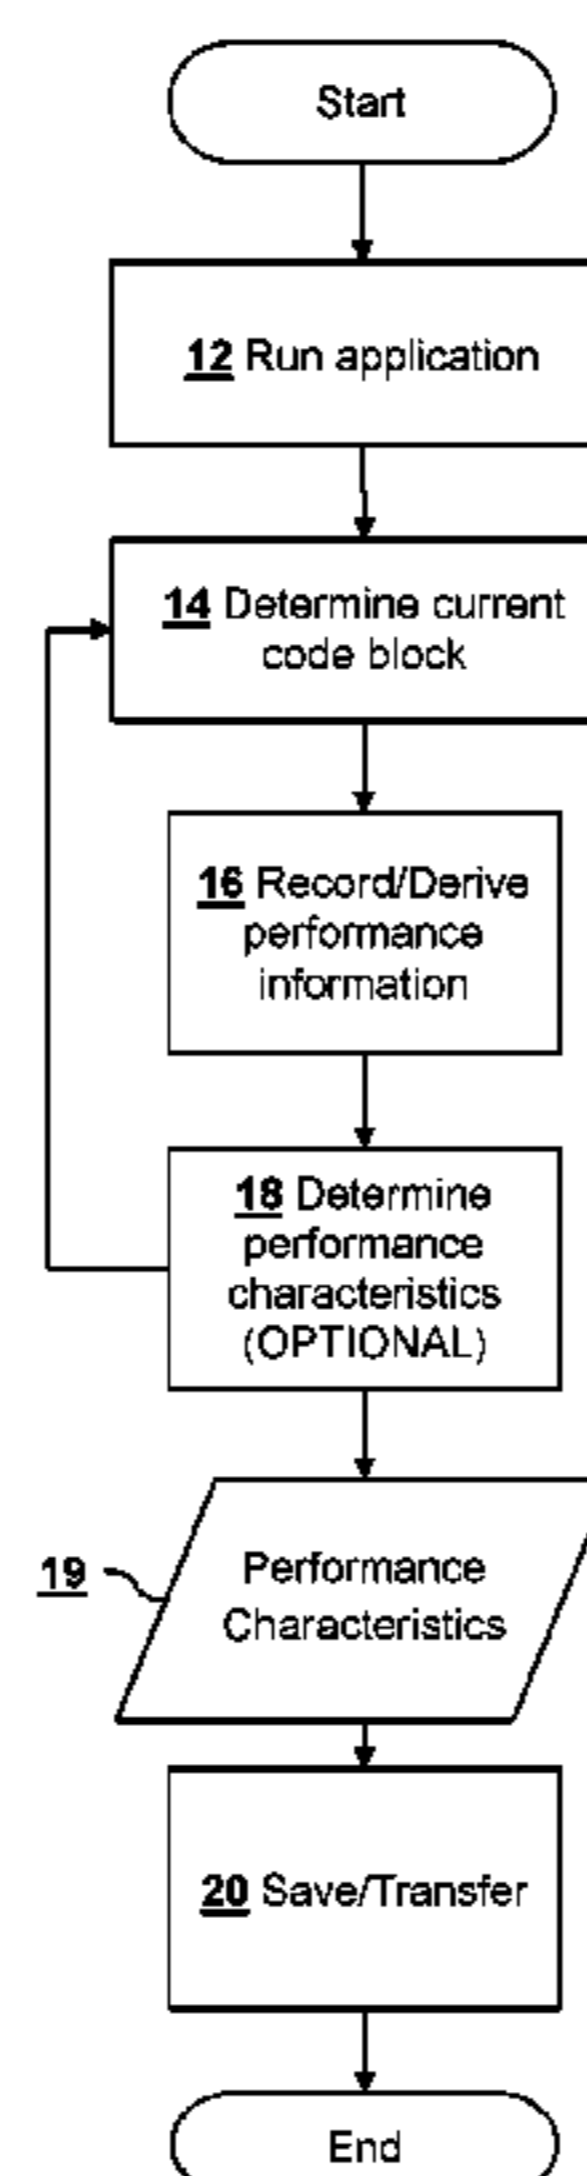 Start
12 Run application
14 Determine current
code block
16 Record/Derive
performance
information
18 Determine
performance
characteristics
(OPTIONAL)
19
Performance
Characteristics
20 Save/Transfer
End